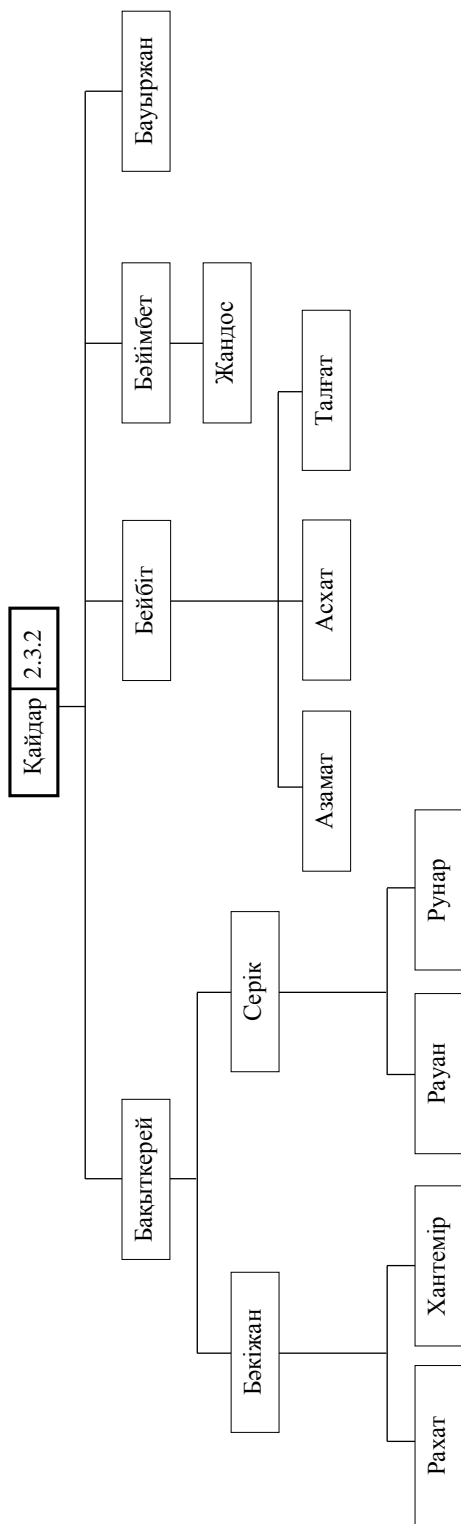 Қайдар 2.3.2
Бақыткерей
Бейбіт
Бәйімбет
Бауыржан
Бәкіжан
Серік
Жандос
Азамат
Асхат
Талғат
Рахат
Хантемір
Рауан
Рунар